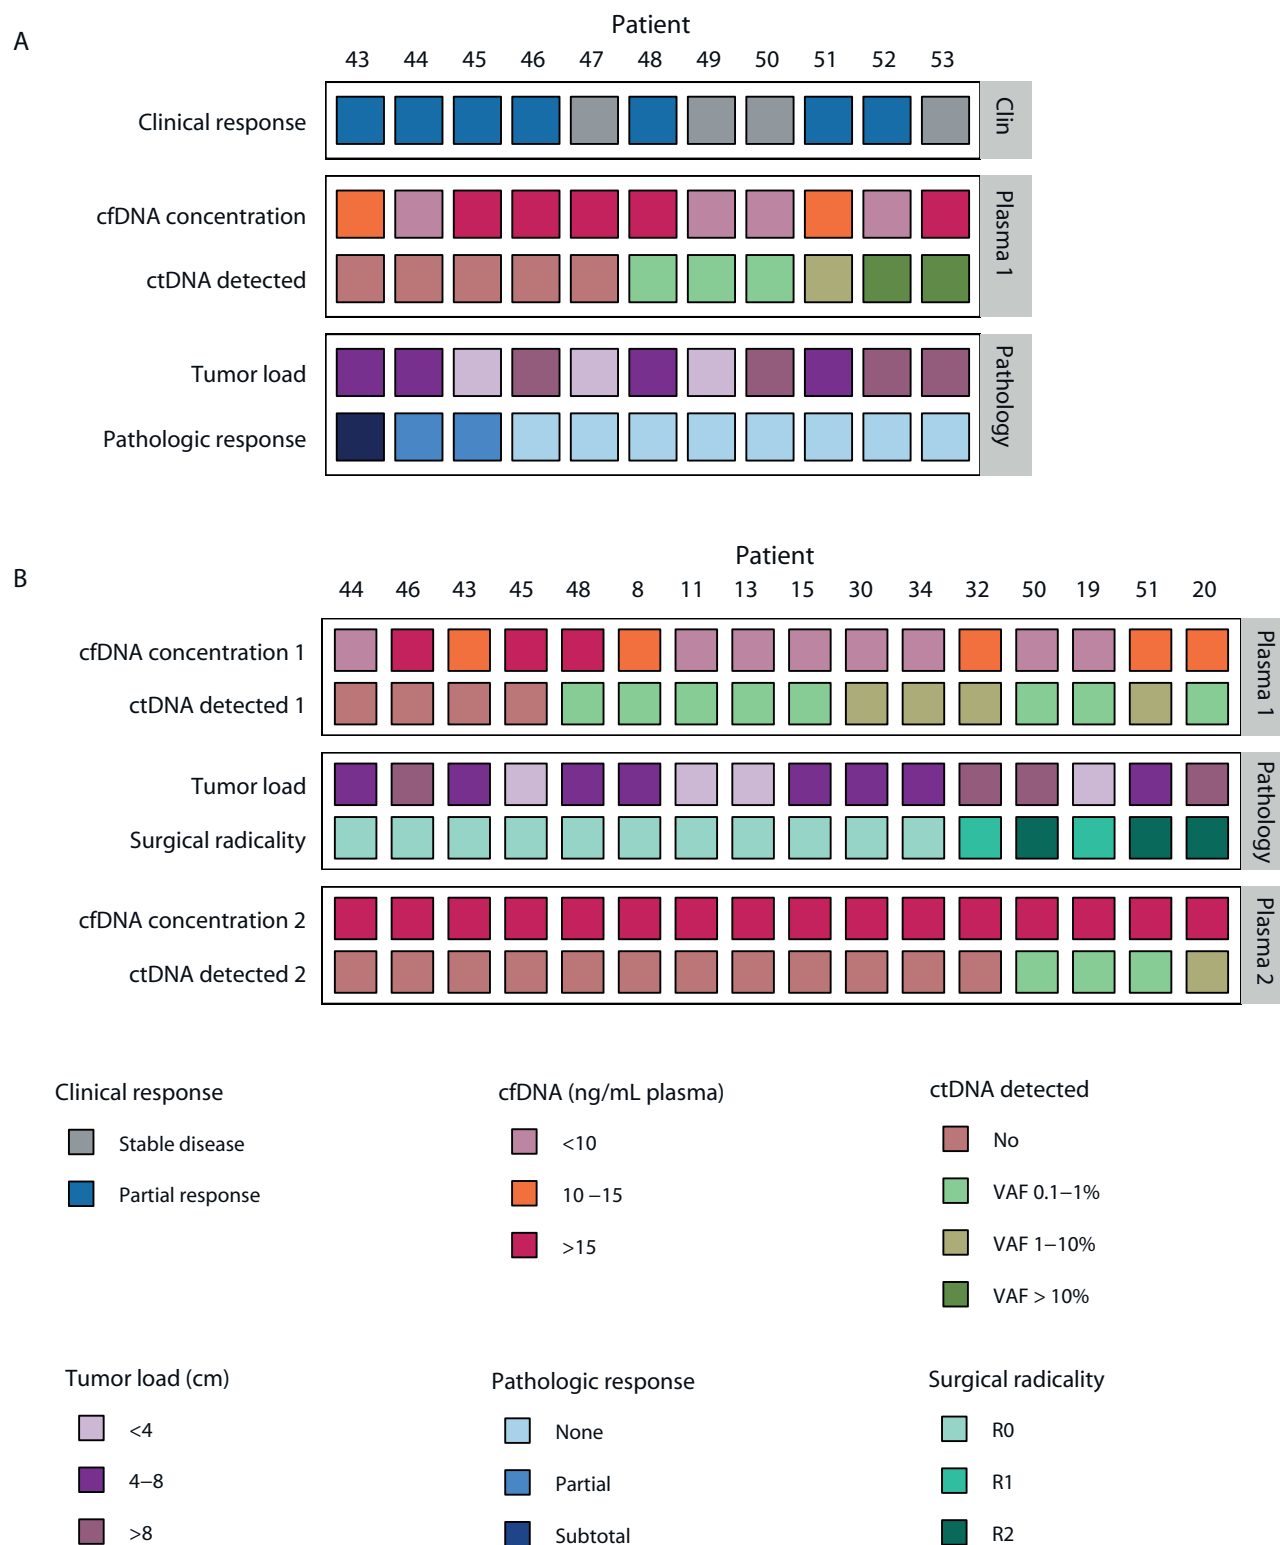 A
Patient
43 44 45 46 47 48 49 50 51 52 53
Clinical response
Clin
cfDNA concentration
ctDNA detected
Plasma 1
Tumor load
Pathologic response
Pathology
B
Patient
44 46 43 45 48 8 11 13 15 30 34 32 50 19 51 20
cfDNA concentration 1
ctDNA detected 1
Plasma 1
Tumor load
Surgical radicality
Pathology
cfDNA concentration 2
ctDNA detected 2
Plasma 2
Clinical response
Stable disease
Partial response
cfDNA (ng/mL plasma)
<10
10 –15
>15
ctDNA detected
No
VAF 0.1–1%
VAF 1–10%
VAF > 10%
Tumor load (cm)
<4
4–8
>8
Pathologic response
None
Partial
Subtotal
Surgical radicality
R0
R1
R2